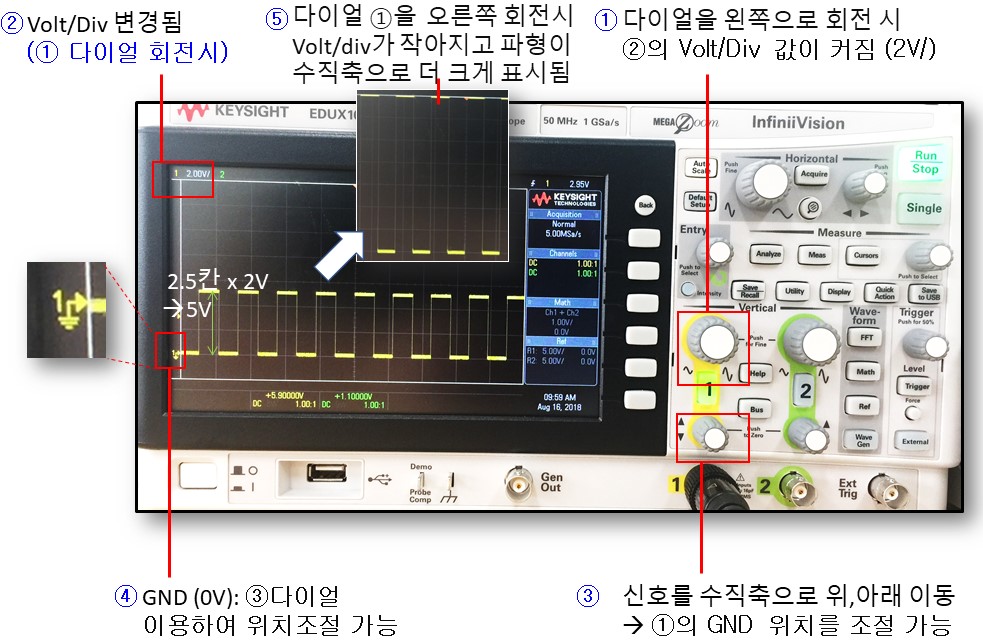 ② Volt/Div 변경됨
(① 다이얼 회전시)
⑤ 다이얼 ①을 오른쪽 회전시
Volt/div가 작아지고 파형이
수직축으로 더 크게 표시됨
① 다이얼을 왼쪽으로 회전 시
②의 Volt/Div 값이 커짐 (2V/)
KEYSIGHT EDUX10
ope
50 MHz 1 GSa/s
MEGA Zoom
InfiniiVision
1 2.00V/ 2
1 2.95V
KEYSIGHT
TECHNOLOGIES
Acquisition
Normal
5.00MSa/s
Channels
DC 1.00:1
DC 1.00:1
Math
Ch1 + Ch2
1.00V/
0.0V
Ref
R1: 5.00V/ 0.0V
R2: 5.00V/ 0.0V
09:59 AM
Aug 16, 2018
+5.90000V
DC 1.00:1
+1.10000V
DC 1.00:1
2.5칸 x 2V
→ 5V
1
1
Back
Auto
Scale
Push
Fine
Horizontal
Acquire
Push
Run
Stop
Default
Setup
Single
Entry
Push to
Select
Intensity
Measure
Analyze
Meas
Cursors
Push to Select
Save
Recall
Utility
Display
Quick
Action
Save
to USB
Vertical
Push
for Fine
1
Help
2
Bus
Push
to Zero
Wave-
form
FFT
Math
Ref
Wave
Gen
Trigger
Push for 50%
Level
Trigger
Force
External
Demo
Probe
Comp
Gen
Out
1
2
Ext
Trig
④ GND (0V): ③다이얼
이용하여 위치조절 가능
③ 신호를 수직축으로 위,아래 이동
→ ①의 GND 위치를 조절 가능